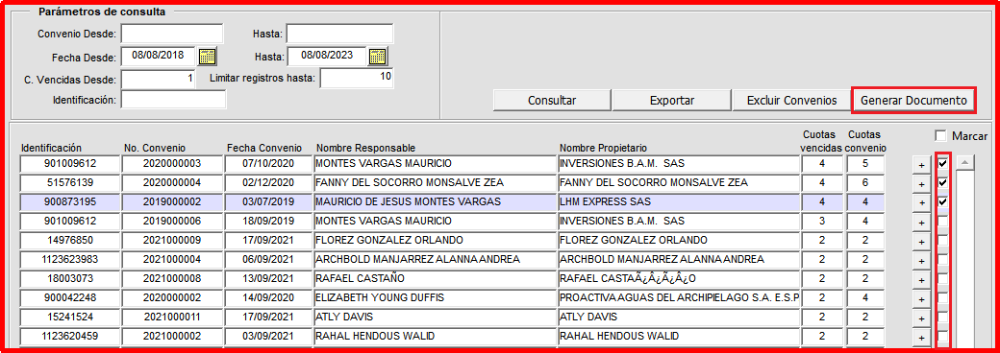 Parámetros de consulta
Convenio Desde: Hasta:
Fecha Desde: 08/08/2018 Hasta: 08/08/2023
C. Vencidas Desde: 1 Limitar registros hasta: 10
Identificación:
Consultar Exportar Excluir Convenios Generar Documento
Marcar
Identificación No. Convenio Fecha Convenio Nombre Responsable Nombre Propietario Cuotas vencidas Cuotas convenio
901009612 2020000003 07/10/2020 MONTES VARGAS MAURICIO INVERSIONES B.A.M. SAS 4 5 +
51576139 2020000004 02/12/2020 FANNY DEL SOCORRO MONSALVE ZEA FANNY DEL SOCORRO MONSALVE ZEA 4 6 +
900873195 2019000002 03/07/2019 MAURICIO DE JESUS MONTES VARGAS LHM EXPRESS SAS 4 4 +
901009612 2019000006 18/09/2019 MONTES VARGAS MAURICIO INVERSIONES B.A.M. SAS 3 4 +
14976850 2021000009 17/09/2021 FLOREZ GONZALEZ ORLANDO FLOREZ GONZALEZ ORLANDO 2 2 +
1123623983 2021000004 06/09/2021 ARCHBOLD MANJARREZ ALANNA ANDREA ARCHBOLD MANJARREZ ALANNA ANDREA 2 2 +
18003073 2021000008 13/09/2021 RAFAEL CASTAÑO RAFAEL CASTAÃ¿Â¿Ã¿Â¿O 2 2 +
900042248 2020000002 14/09/2020 ELIZABETH YOUNG DUFFIS PROACTIVA AGUAS DEL ARCHIPIELAGO S.A. E.S.P 2 4 +
15241524 2021000011 17/09/2021 ATLY DAVIS ATLY DAVIS 2 2 +
1123620459 2021000002 03/09/2021 RAHAL HENDOUS WALID RAHAL HENDOUS WALID 2 2 +